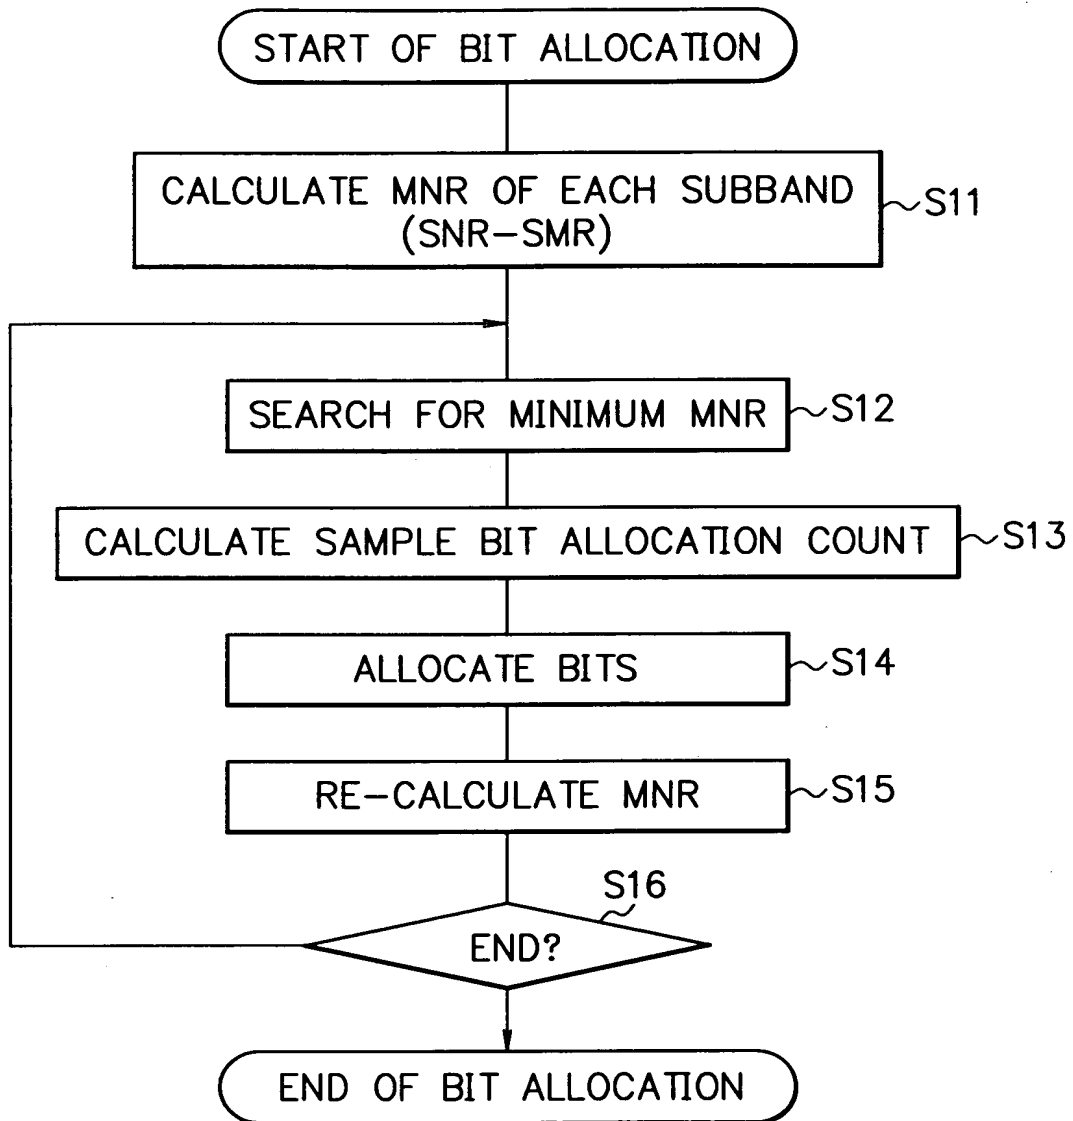 START OF BIT ALLOCATION
CALCULATE MNR OF EACH SUBBAND
(SNR-SMR)
S11
SEARCH FOR MINIMUM MNR
S12
CALCULATE SAMPLE BIT ALLOCATION COUNT
S13
ALLOCATE BITS
S14
RE-CALCULATE MNR
S15
S16
END?
END OF BIT ALLOCATION